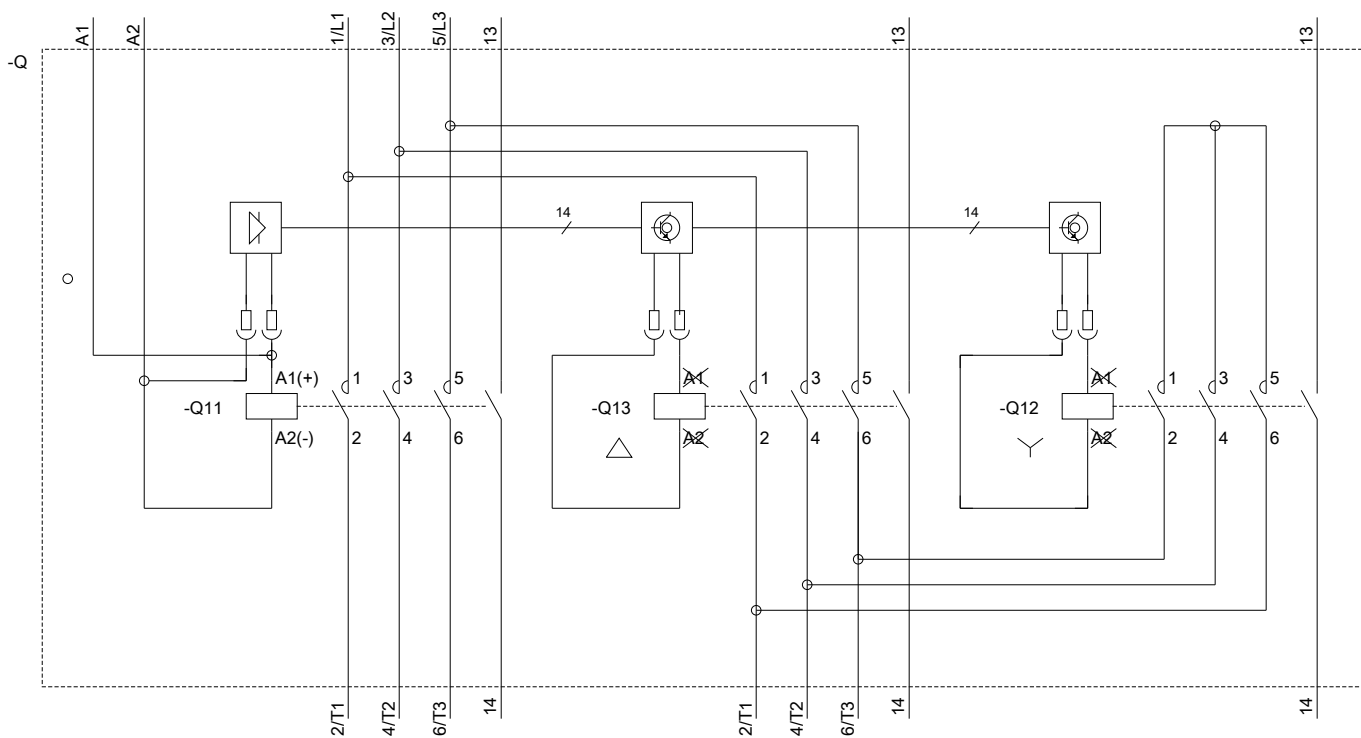 A1 A2 1/L1 3/L2 5/L3 13 13 13
-Q
14 14
A1(+) 1 3 5 A1 1 3 5 A1 1 3 5
-Q11 -Q13 -Q12
A2(-) 2 4 6 A2 2 4 6 A2 2 4 6
2/T1 4/T2 6/T3 14 2/T1 4/T2 6/T3 14 14